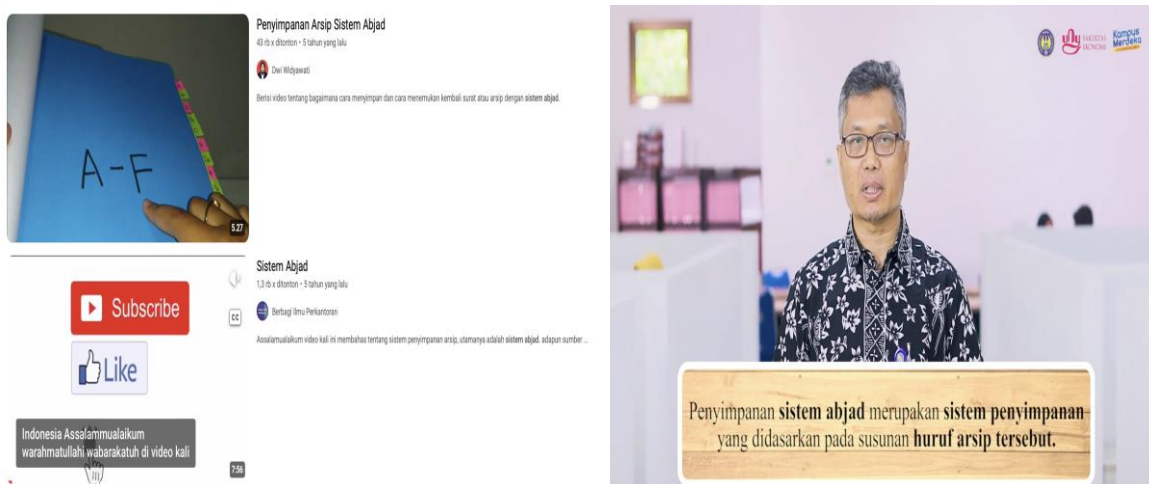 Penyimpanan Arsip Sistem Abjad
43 rb x ditonton • 5 tahun yang lalu
Dwi Widyawati
Berisi video tentang bagaimana cara menyimpan dan cara menemukan kembali surat atau arsip dengan sistem abjad.
A - F
5.27
Sistem Abjad
1,3 rb x ditonton • 5 tahun yang lalu
Berbagi Ilmu Perkantoran
Assalamualaikum video kali ini membahas tentang sistem penyimpanan arsip, utamanya adalah sistem abjad. adapun sumber ...
Subscribe
Like
CC
Indonesia Assalammualaikum
warahmatullahi wabarakatuh di video kali
7:56
uny FAKULTAS
EKONOMI
Kampus
Merdeka
Penyimpanan sistem abjad merupakan sistem penyimpanan
yang didasarkan pada susunan huruf arsip tersebut.